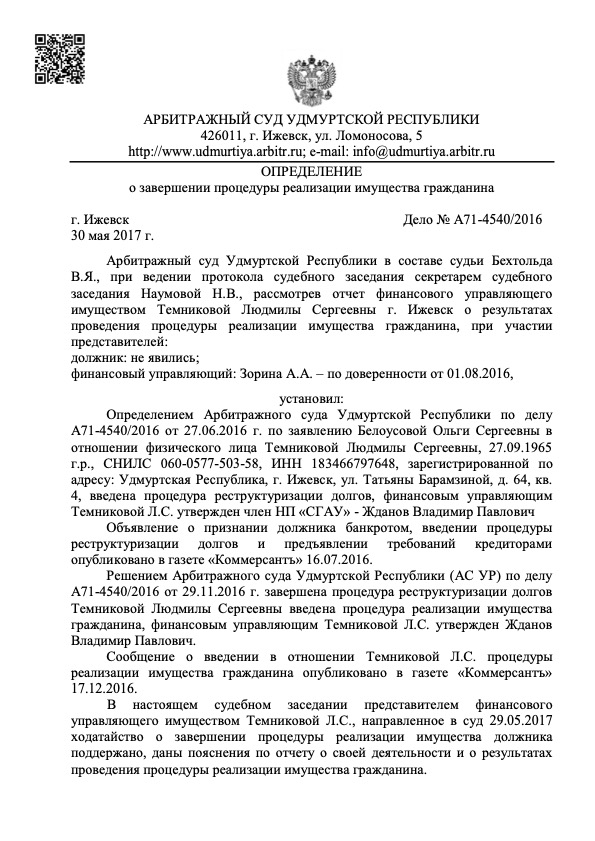 АРБИТРАЖНЫЙ СУД УДМУРТСКОЙ РЕСПУБЛИКИ
426011, г. Ижевск, ул. Ломоносова, 5
http://www.udmurtiya.arbitr.ru; e-mail: info@udmurtiya.arbitr.ru
ОПРЕДЕЛЕНИЕ
о завершении процедуры реализации имущества гражданина
г. Ижевск Дело № А71-4540/2016
30 мая 2017 г.
Арбитражный суд Удмуртской Республики в составе судьи Бехтольда
В.Я., при ведении протокола судебного заседания секретарем судебного
заседания Наумовой Н.В., рассмотрев отчет финансового управляющего
имуществом Темниковой Людмилы Сергеевны г. Ижевск о результатах
проведения процедуры реализации имущества гражданина, при участии
представителей:
должник: не явились;
финансовый управляющий: Зорина А.А. – по доверенности от 01.08.2016,
установил:
Определением Арбитражного суда Удмуртской Республики по делу
А71-4540/2016 от 27.06.2016 г. по заявлению Белоусовой Ольги Сергеевны в
отношении физического лица Темниковой Людмилы Сергеевны, 27.09.1965
г.р., СНИЛС 060-0577-503-58, ИНН 183466797648, зарегистрированной по
адресу: Удмуртская Республика, г. Ижевск, ул. Татьяны Барамзиной, д. 64, кв.
4, введена процедура реструктуризации долгов, финансовым управляющим
Темниковой Л.С. утвержден член НП «СГАУ» - Жданов Владимир Павлович
Объявления о признании должника банкротом, введении процедуры
реструктуризации долгов и предъявлении требований кредиторами
опубликовано в газете «Коммерсантъ» 16.07.2016.
Решением Арбитражного суда Удмуртской Республики (АС УР) по делу
А71-4540/2016 от 29.11.2016 г. завершена процедура реструктуризации долгов
Темниковой Людмилы Сергеевны введена процедура реализации имущества
гражданина, финансовым управляющим Темниковой Л.С. утвержден Жданов
Владимир Павлович.
Сообщение о введении в отношении Темниковой Л.С. процедуры
реализации имущества гражданина опубликовано в газете «Коммерсантъ»
17.12.2016.
В настоящем судебном заседании представителем финансового
управляющего имуществом Темниковой Л.С., направленное в суд 29.05.2017
ходатайство о завершении процедуры реализации имущества должника
поддержано, даны пояснения по отчету о своей деятельности и о результатах
проведения процедуры реализации имущества гражданина.